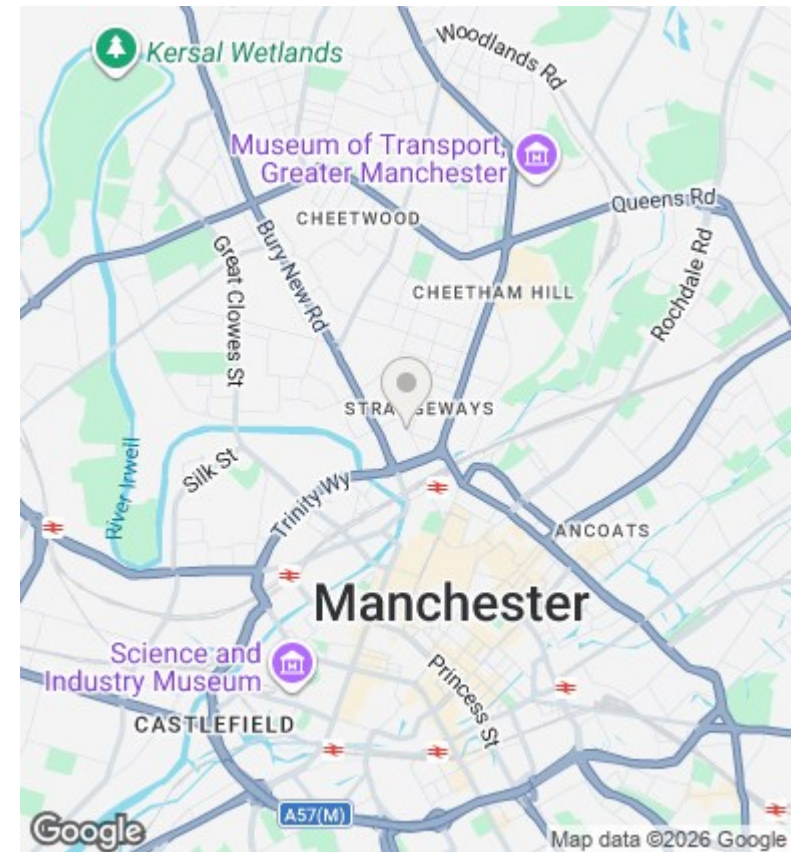 Woodlands Rd
Kersal Wetlands
Museum of Transport,
Greater Manchester
Queens Rd
CHEETWOOD
Bury New Rd
Great Clowes St
Rochdale Rd
CHEETHAM HILL
STRANGEWAYS
Silk St
River Irwell
Trinity Wy
ANCOATS
Manchester
Science and
Industry Museum
Princess St
CASTLEFIELD
A57(M)
Google
Map data ©2026 Google